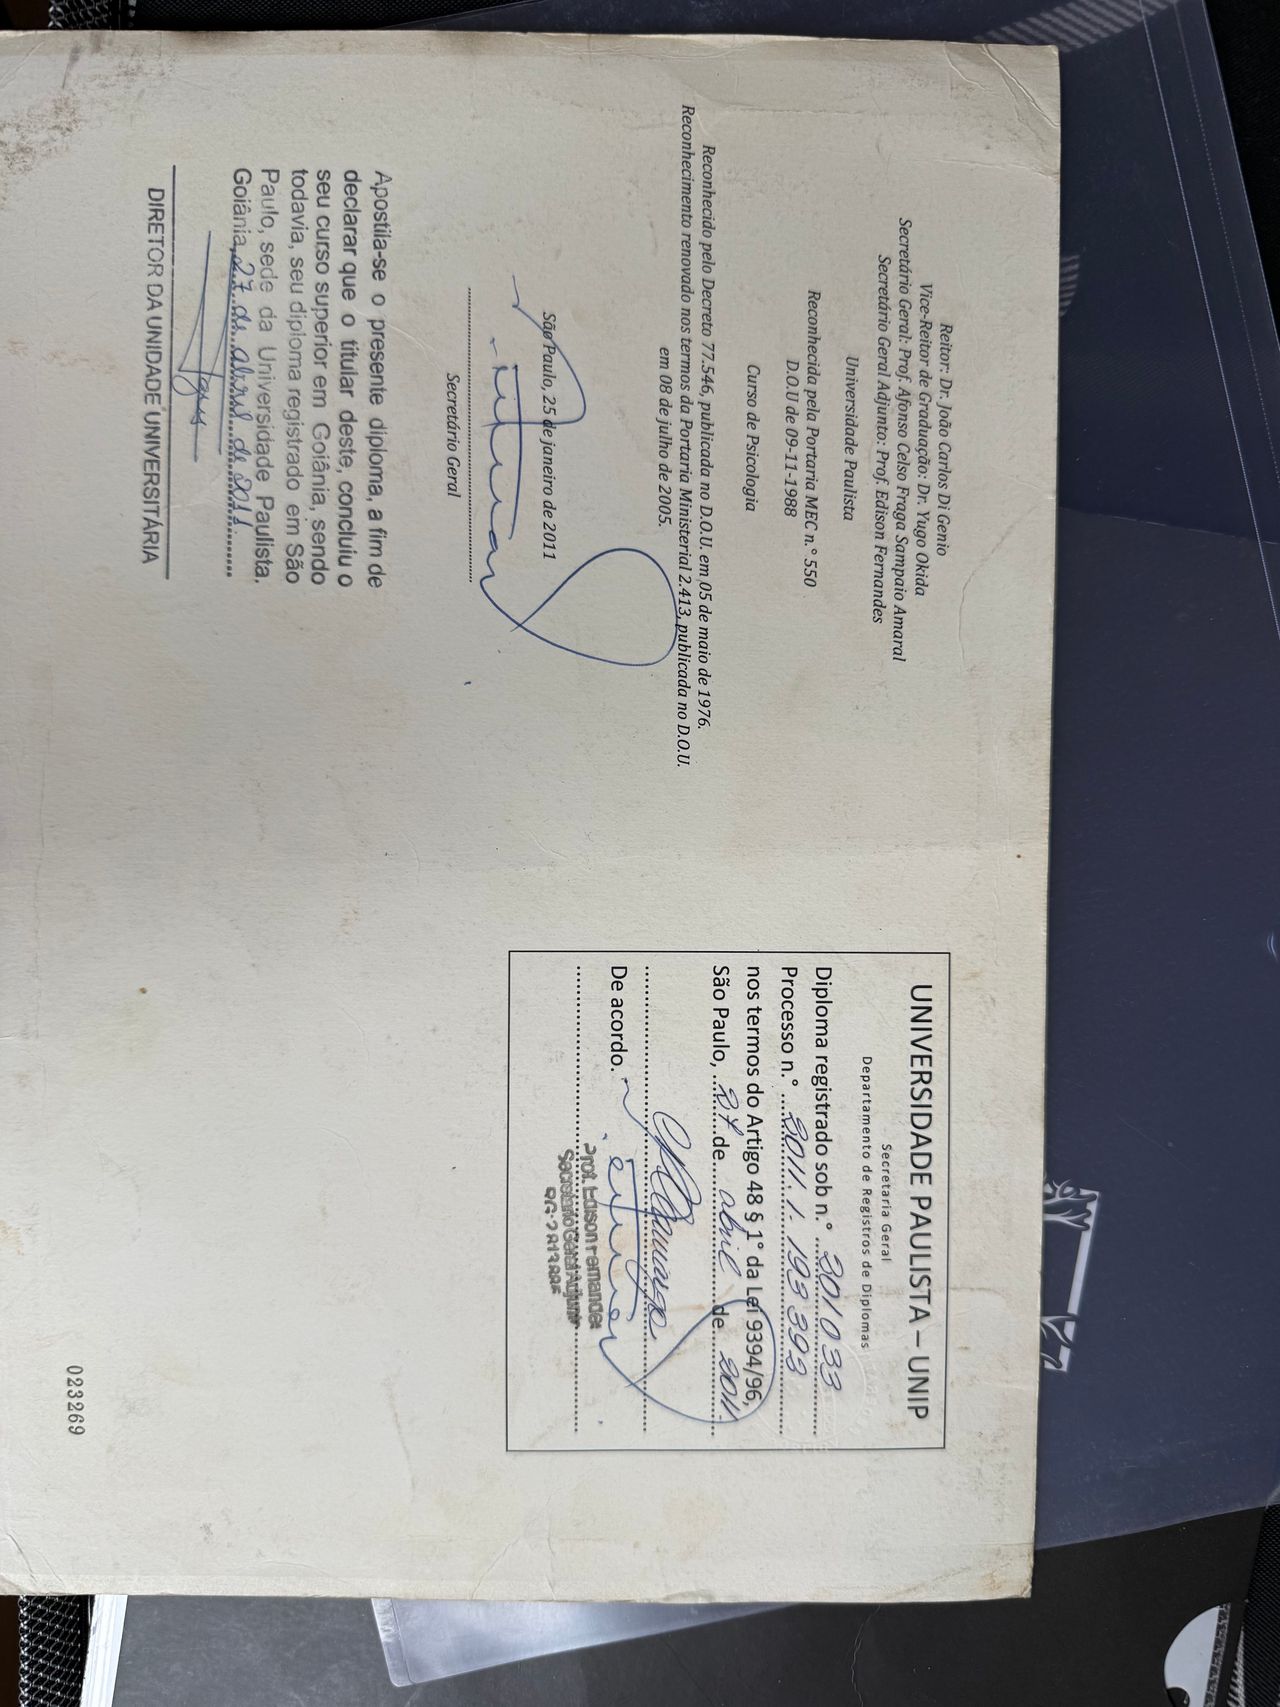 Reitor: Dr. João Carlos Di Genio
Vice-Reitor de Graduação: Dr. Yugo Okida
Secretário Geral: Prof. Afonso Celso Fraga Sampaio Amaral
Secretário Geral Adjunto: Prof. Edison Fernandes
Universidade Paulista
Reconhecida pela Portaria MEC n.° 550
D.O.U de 09-11-1988
Curso de Psicologia
Reconhecido pelo Decreto 77.546, publicada no D.O.U. em 05 de maio de 1976.
Reconhecimento renovado nos termos da Portaria Ministerial 2.413, publicada no D.O.U.
em 08 de julho de 2005.
São Paulo, 25 de janeiro de 2011
Secretário Geral
Apostila-se o presente diploma, a fim de
declarar que o titular deste, concluiu o
seu curso superior em Goiânia, sendo
todavia, seu diploma registrado em São
Paulo, sede da Universidade Paulista.
Goiânia, 27 de abril de 2011
DIRETOR DA UNIDADE UNIVERSITÁRIA
UNIVERSIDADE PAULISTA – UNIP
Secretaria Geral
Departamento de Registros de Diplomas
Diploma registrado sob n.° 301033
Processo n.° 2011.1.193393
nos termos do Artigo 48 § 1° da Lei 9394/96,
São Paulo, 27 de abril de 2011.
De acordo.
Prof. Edison Fernandes
Secretário Geral Adjunto
023269